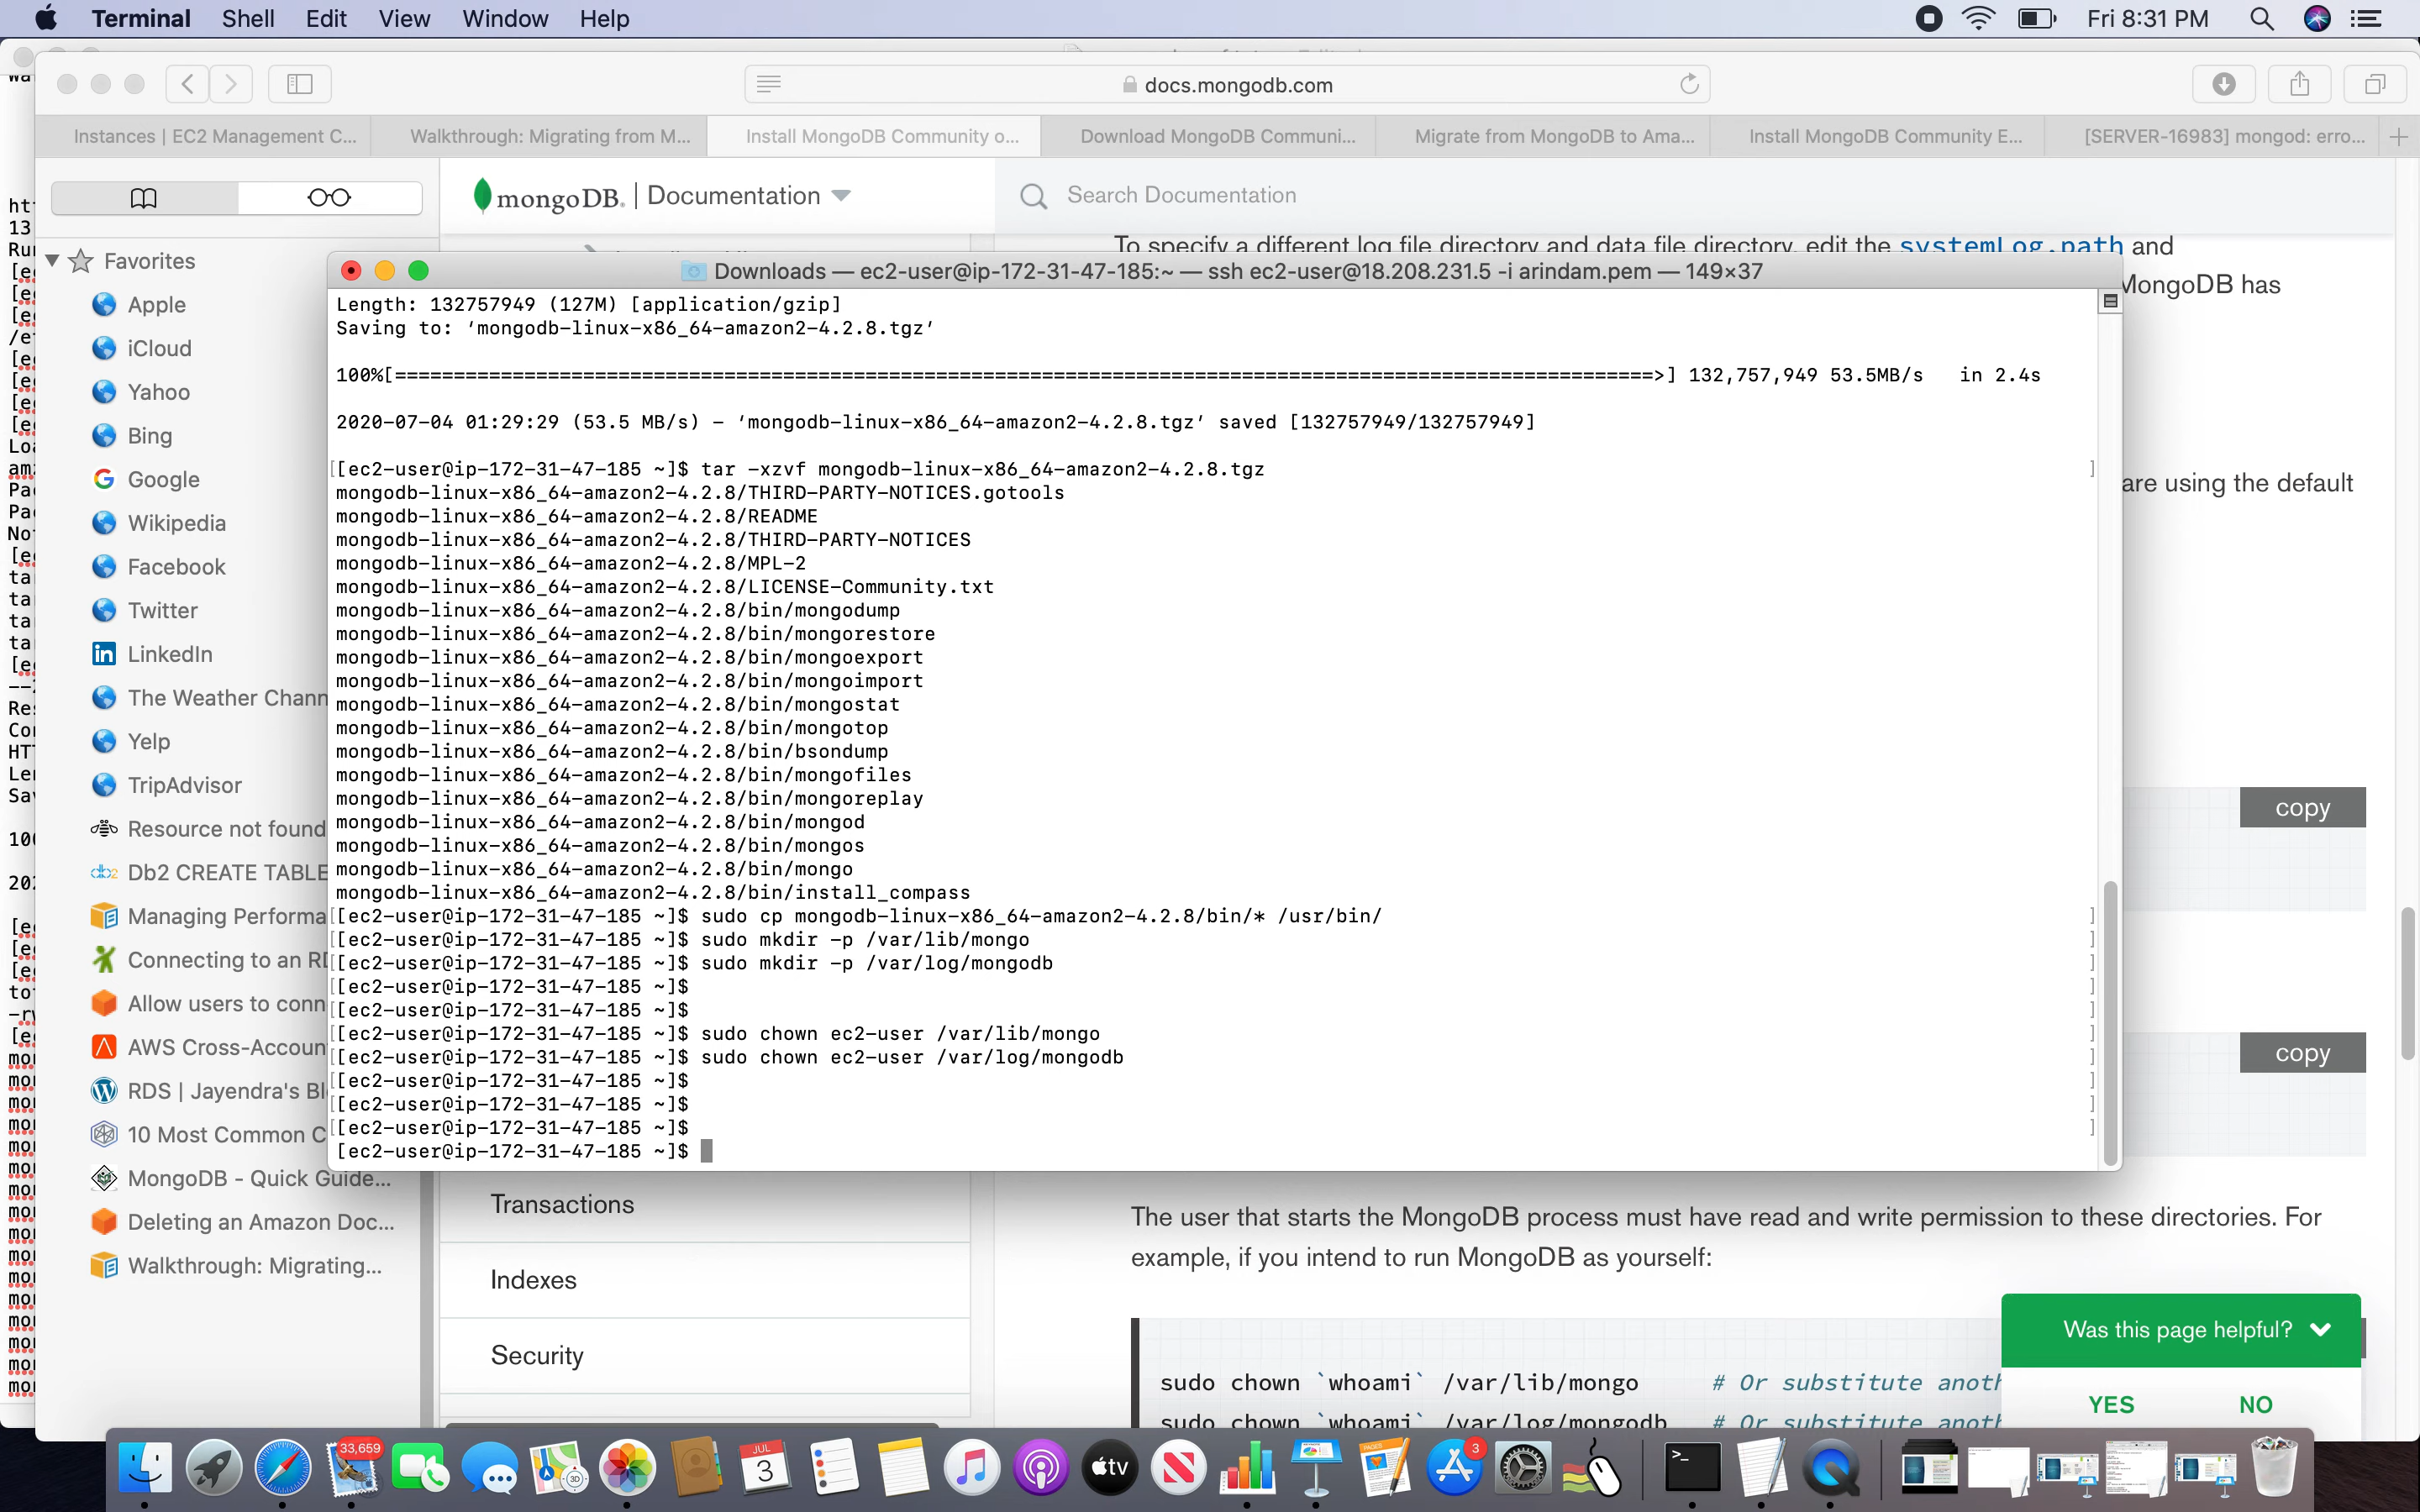 Terminal Shell Edit View Window Help Fri 8:31 PM
docs.mongodb.com
Instances | EC2 Management C...
Walkthrough: Migrating from M...
Install MongoDB Community o...
Download MongoDB Communi...
Migrate from MongoDB to Ama...
Install MongoDB Community E...
[SERVER-16983] mongod: erro...
mongoDB. | Documentation
Search Documentation
Favorites
Apple
iCloud
Yahoo
Bing
Google
Wikipedia
Facebook
Twitter
LinkedIn
The Weather Chann
Yelp
TripAdvisor
Resource not found
Db2 CREATE TABLE
Managing Performa
Connecting to an RD
Allow users to conn
AWS Cross-Accoun
RDS | Jayendra's Bl
10 Most Common C
MongoDB - Quick Guide...
Deleting an Amazon Doc...
Walkthrough: Migrating...
To specify a different log file directory and data file directory, edit the systemLog.path and
MongoDB has
are using the default
copy
copy
Downloads — ec2-user@ip-172-31-47-185:~ — ssh ec2-user@18.208.231.5 -i arindam.pem — 149×37
Length: 132757949 (127M) [application/gzip]
Saving to: ‘mongodb-linux-x86_64-amazon2-4.2.8.tgz’
100%[===========================================================================================================>] 132,757,949 53.5MB/s   in 2.4s
2020-07-04 01:29:29 (53.5 MB/s) - ‘mongodb-linux-x86_64-amazon2-4.2.8.tgz’ saved [132757949/132757949]
[[ec2-user@ip-172-31-47-185 ~]$ tar -xzvf mongodb-linux-x86_64-amazon2-4.2.8.tgz ]
mongodb-linux-x86_64-amazon2-4.2.8/THIRD-PARTY-NOTICES.gotools
mongodb-linux-x86_64-amazon2-4.2.8/README
mongodb-linux-x86_64-amazon2-4.2.8/THIRD-PARTY-NOTICES
mongodb-linux-x86_64-amazon2-4.2.8/MPL-2
mongodb-linux-x86_64-amazon2-4.2.8/LICENSE-Community.txt
mongodb-linux-x86_64-amazon2-4.2.8/bin/mongodump
mongodb-linux-x86_64-amazon2-4.2.8/bin/mongorestore
mongodb-linux-x86_64-amazon2-4.2.8/bin/mongoexport
mongodb-linux-x86_64-amazon2-4.2.8/bin/mongoimport
mongodb-linux-x86_64-amazon2-4.2.8/bin/mongostat
mongodb-linux-x86_64-amazon2-4.2.8/bin/mongotop
mongodb-linux-x86_64-amazon2-4.2.8/bin/bsondump
mongodb-linux-x86_64-amazon2-4.2.8/bin/mongofiles
mongodb-linux-x86_64-amazon2-4.2.8/bin/mongoreplay
mongodb-linux-x86_64-amazon2-4.2.8/bin/mongod
mongodb-linux-x86_64-amazon2-4.2.8/bin/mongos
mongodb-linux-x86_64-amazon2-4.2.8/bin/mongo
mongodb-linux-x86_64-amazon2-4.2.8/bin/install_compass
[[ec2-user@ip-172-31-47-185 ~]$ sudo cp mongodb-linux-x86_64-amazon2-4.2.8/bin/* /usr/bin/ ]
[[ec2-user@ip-172-31-47-185 ~]$ sudo mkdir -p /var/lib/mongo ]
[[ec2-user@ip-172-31-47-185 ~]$ sudo mkdir -p /var/log/mongodb ]
[[ec2-user@ip-172-31-47-185 ~]$ ]
[[ec2-user@ip-172-31-47-185 ~]$ ]
[[ec2-user@ip-172-31-47-185 ~]$ sudo chown ec2-user /var/lib/mongo ]
[[ec2-user@ip-172-31-47-185 ~]$ sudo chown ec2-user /var/log/mongodb ]
[[ec2-user@ip-172-31-47-185 ~]$ ]
[[ec2-user@ip-172-31-47-185 ~]$ ]
[[ec2-user@ip-172-31-47-185 ~]$ ]
[ec2-user@ip-172-31-47-185 ~]$
Transactions
Indexes
Security
The user that starts the MongoDB process must have read and write permission to these directories. For
example, if you intend to run MongoDB as yourself:
sudo chown `whoami` /var/lib/mongo # Or substitute anoth
sudo chown `whoami` /var/log/mongodb # Or substitute anoth
Was this page helpful?
YES NO
33,659
JUL
3
3D
tv
PAGES
3
>_